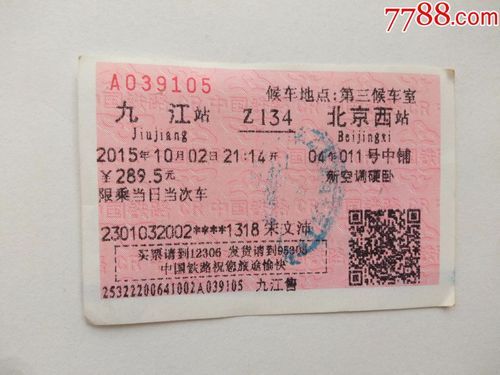 7788.com
A039105
候车地点:第三候车室
九江站 Z134 北京西站
Jiujiang Beijingxi
2015年10月02日21:14开 04车011号中铺
￥289.5元 新空调硬卧
限乘当日当次车
2301032002****1318 朱文沛
买票请到12306 发货请到95306
中国铁路祝您旅途愉快
25322200641002A039105 九江售